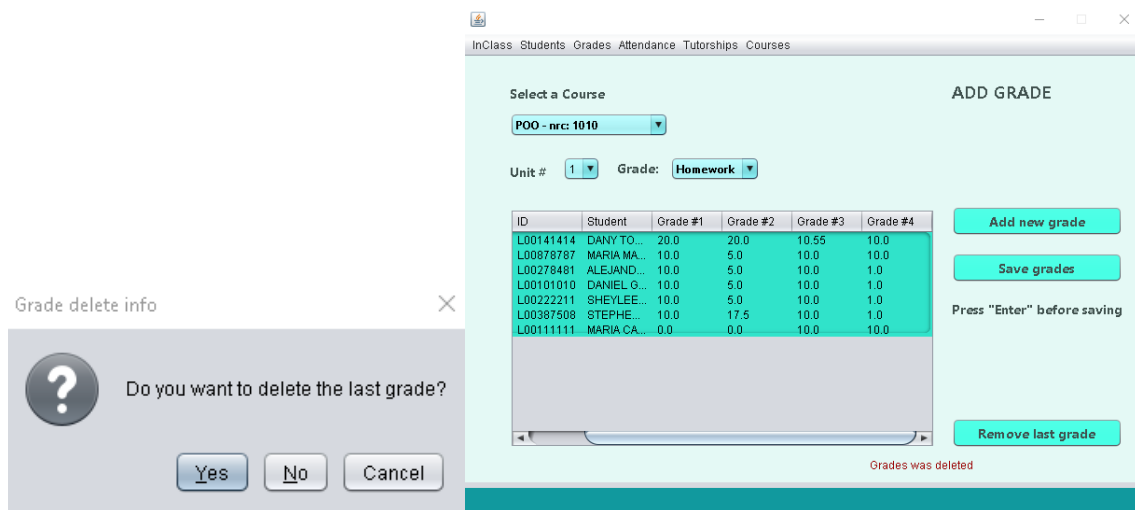 Grade delete info
Do you want to delete the last grade?
Yes No Cancel
InClass Students Grades Attendance Tutorships Courses
Select a Course
ADD GRADE
POO - nrc: 1010
Unit # 1 Grade: Homework
ID Student Grade #1 Grade #2 Grade #3 Grade #4
L00141414 DANY TO... 20.0 20.0 10.55 10.0
L00878787 MARIA MA... 10.0 5.0 10.0 10.0
L00278481 ALEJAND... 10.0 5.0 10.0 1.0
L00101010 DANIEL G... 10.0 5.0 10.0 1.0
L00222211 SHEYLEE... 10.0 5.0 10.0 1.0
L00387508 STEPHE... 10.0 17.5 10.0 1.0
L00111111 MARIA CA... 0.0 0.0 10.0 10.0
Add new grade
Save grades
Press "Enter" before saving
Remove last grade
Grades was deleted